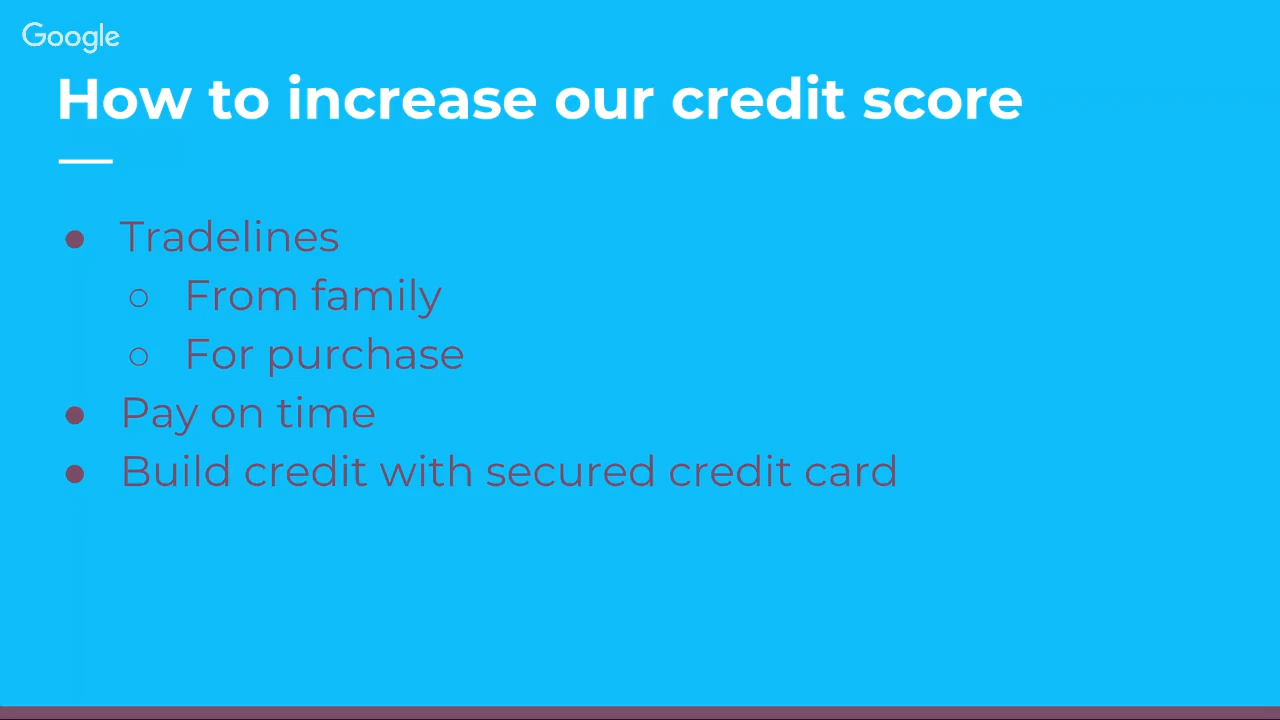 Google
How to increase our credit score
● Tradelines
○ From family
○ For purchase
● Pay on time
● Build credit with secured credit card